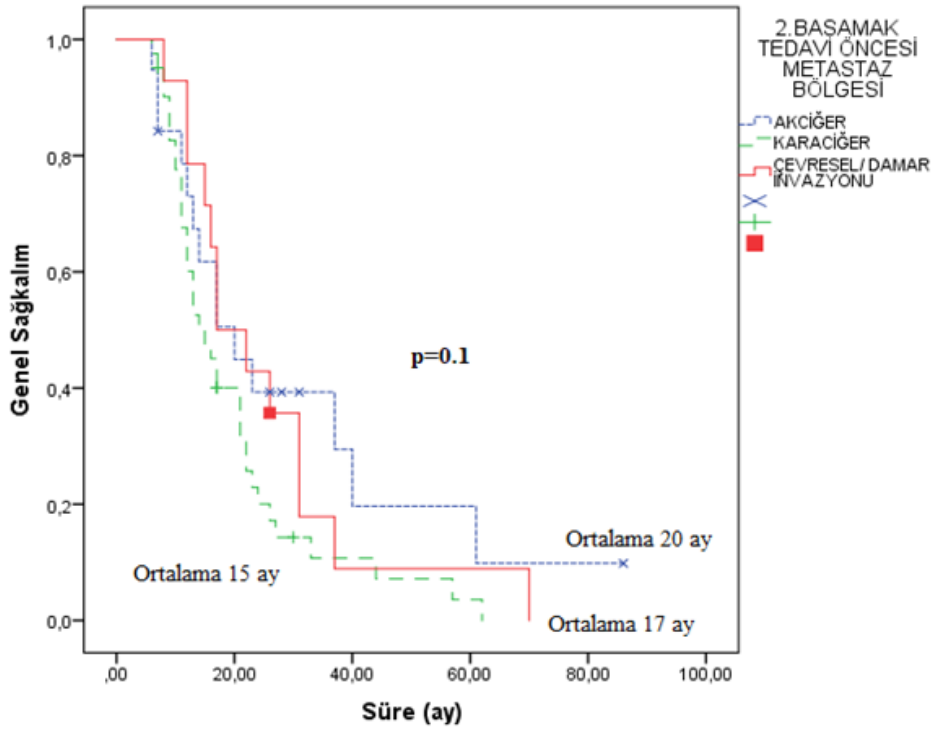 2.BASAMAK
TEDAVİ ÖNCESİ
METASTAZ
BÖLGESİ
AKCİĞER
KARACİĞER
ÇEVRESEL/ DAMAR
İNVAZYONU
1,0
0,8
0,6
0,4
0,2
0,0
Genel Sağkalım
p=0.1
Ortalama 20 ay
Ortalama 15 ay
Ortalama 17 ay
,00
20,00
40,00
60,00
80,00
100,00
Süre (ay)